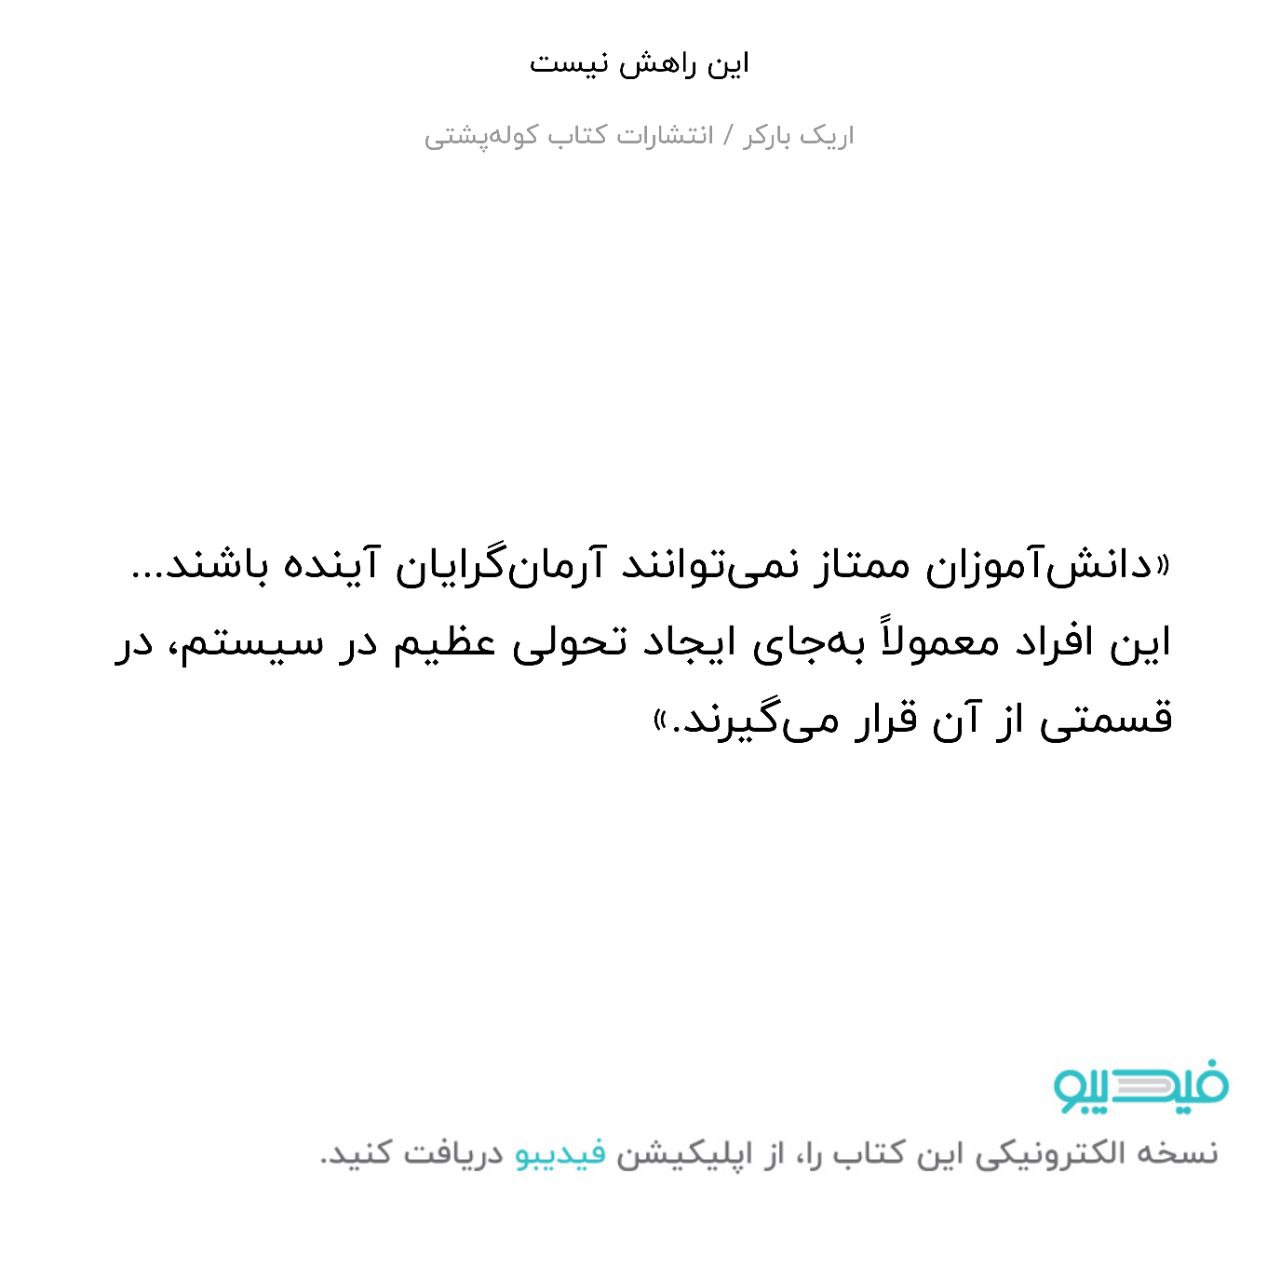 این راهش نیست
اریک بارکر / انتشارات کتاب کوله‌پشتی
«دانش‌آموزان ممتاز نمی‌توانند آرمان‌گرایان آینده باشند...
این افراد معمولاً به‌جای ایجاد تحولی عظیم در سیستم، در
قسمتی از آن قرار می‌گیرند.»
فیدیبو
نسخه الکترونیکی این کتاب را، از اپلیکیشن فیدیبو دریافت کنید.